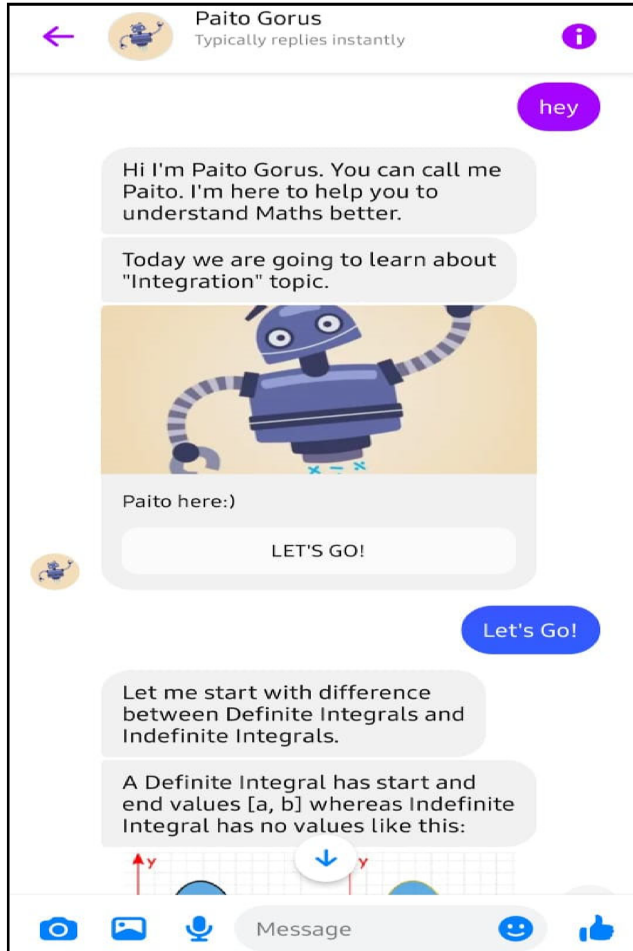 Paito Gorus
Typically replies instantly
hey
Hi I'm Paito Gorus. You can call me
Paito. I'm here to help you to
understand Maths better.
Today we are going to learn about
"Integration" topic.
Paito here:)
LET'S GO!
Let's Go!
Let me start with difference
between Definite Integrals and
Indefinite Integrals.
A Definite Integral has start and
end values [a, b] whereas Indefinite
Integral has no values like this:
y
y
Message